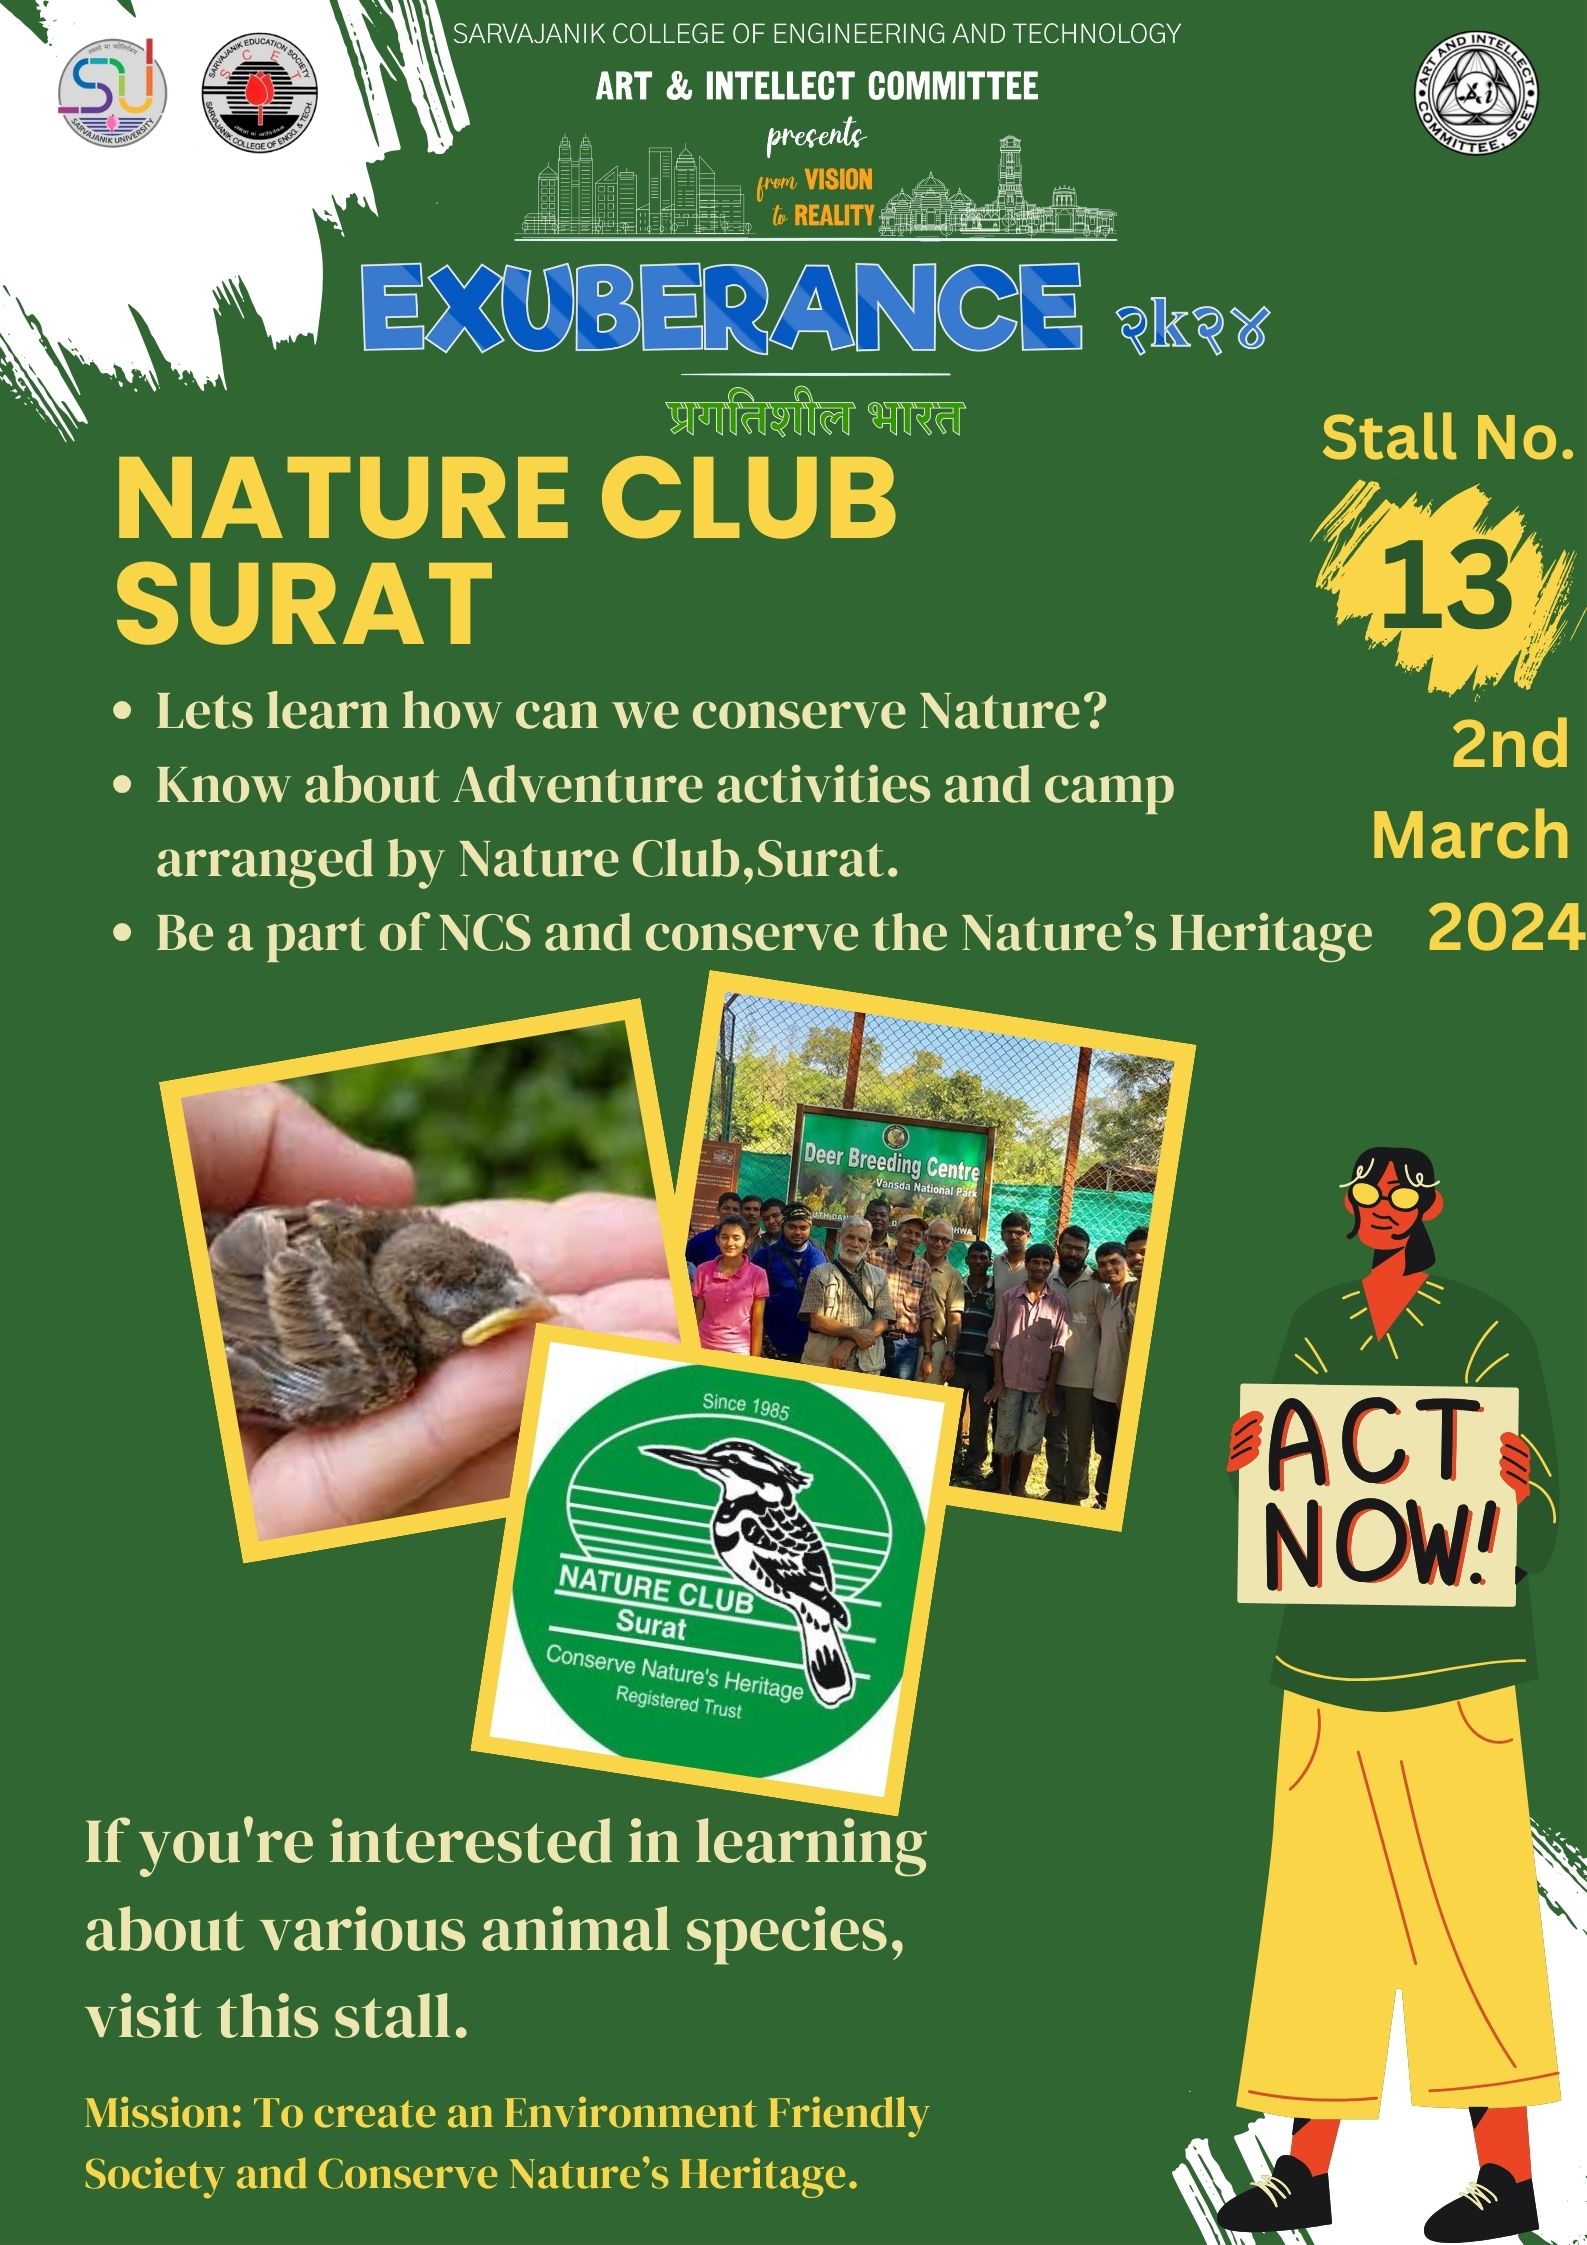 SARVAJANIK COLLEGE OF ENGINEERING AND TECHNOLOGY
ART & INTELLECT COMMITTEE
presents
from VISION
to REALITY
EXUBERANCE २k२४
प्रगतिशील भारत
SU
SARVAJANIK UNIVERSITY
SARVAJANIK EDUCATION SOCIETY
SCET
SARVAJANIK COLLEGE OF ENGG. & TECH.
ART AND INTELLECT
COMMITTEE, SCET
Stall No.
13
2nd
March
2024
NATURE CLUB
SURAT
• Lets learn how can we conserve Nature?
• Know about Adventure activities and camp
arranged by Nature Club,Surat.
• Be a part of NCS and conserve the Nature’s Heritage
Deer Breeding Centre
Vansda National Park
Since 1985
NATURE CLUB
Surat
Conserve Nature's Heritage
Registered Trust
ACT
NOW!
If you're interested in learning
about various animal species,
visit this stall.
Mission: To create an Environment Friendly
Society and Conserve Nature’s Heritage.